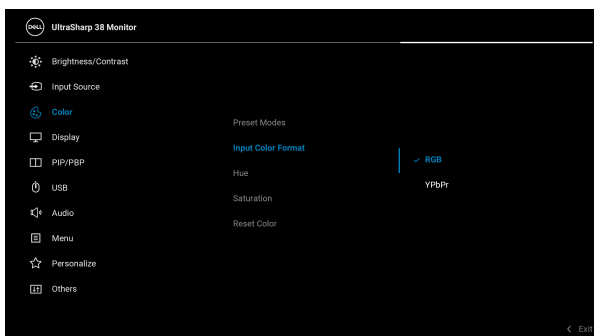 DELL UltraSharp 38 Monitor
Brightness/Contrast
Input Source
Color
Display
PIP/PBP
USB
Audio
Menu
Personalize
Others
Preset Modes
Input Color Format
Hue
Saturation
Reset Color
RGB
YPbPr
Exit